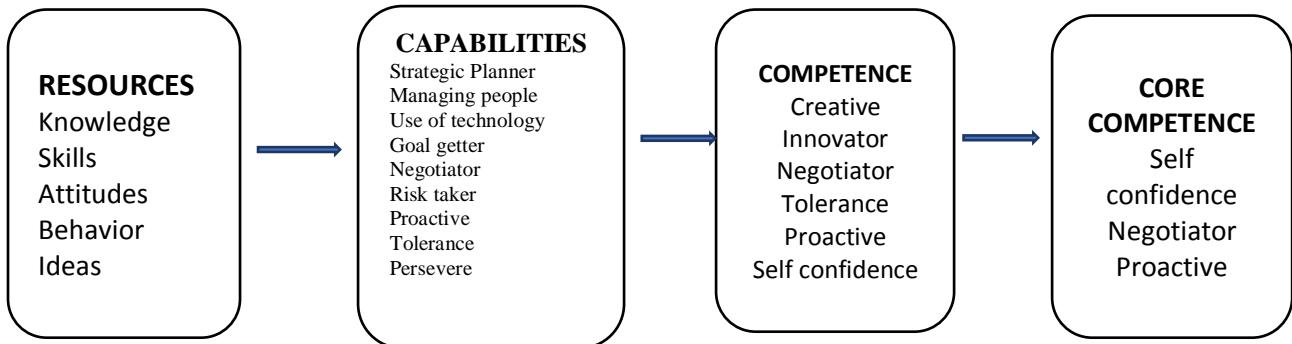 RESOURCES
Knowledge
Skills
Attitudes
Behavior
Ideas
CAPABILITIES
Strategic Planner
Managing people
Use of technology
Goal getter
Negotiator
Risk taker
Proactive
Tolerance
Persevere
COMPETENCE
Creative
Innovator
Negotiator
Tolerance
Proactive
Self confidence
CORE
COMPETENCE
Self
confidence
Negotiator
Proactive